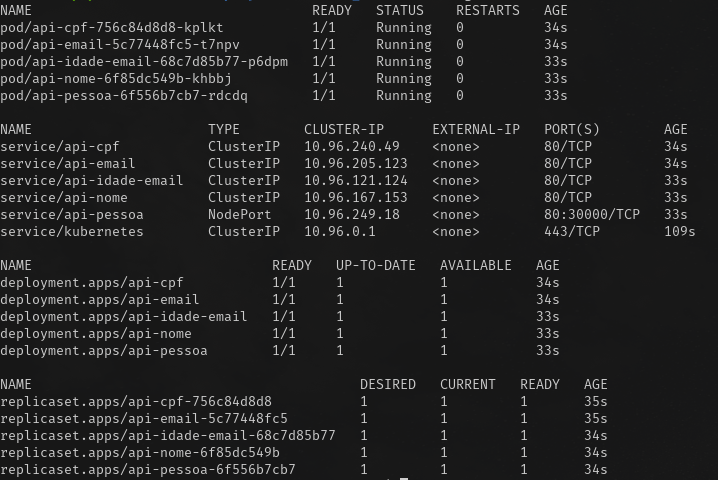 NAME READY STATUS RESTARTS AGE
pod/api-cpf-756c84d8d8-kplkt 1/1 Running 0 34s
pod/api-email-5c77448fc5-t7npv 1/1 Running 0 34s
pod/api-idade-email-68c7d85b77-p6dpm 1/1 Running 0 33s
pod/api-nome-6f85dc549b-khbbj 1/1 Running 0 33s
pod/api-pessoa-6f556b7cb7-rdcdq 1/1 Running 0 33s
NAME TYPE CLUSTER-IP EXTERNAL-IP PORT(S) AGE
service/api-cpf ClusterIP 10.96.240.49 <none> 80/TCP 34s
service/api-email ClusterIP 10.96.205.123 <none> 80/TCP 34s
service/api-idade-email ClusterIP 10.96.121.124 <none> 80/TCP 33s
service/api-nome ClusterIP 10.96.167.153 <none> 80/TCP 33s
service/api-pessoa NodePort 10.96.249.18 <none> 80:30000/TCP 33s
service/kubernetes ClusterIP 10.96.0.1 <none> 443/TCP 109s
NAME READY UP-TO-DATE AVAILABLE AGE
deployment.apps/api-cpf 1/1 1 1 34s
deployment.apps/api-email 1/1 1 1 34s
deployment.apps/api-idade-email 1/1 1 1 33s
deployment.apps/api-nome 1/1 1 1 33s
deployment.apps/api-pessoa 1/1 1 1 33s
NAME DESIRED CURRENT READY AGE
replicaset.apps/api-cpf-756c84d8d8 1 1 1 35s
replicaset.apps/api-email-5c77448fc5 1 1 1 35s
replicaset.apps/api-idade-email-68c7d85b77 1 1 1 34s
replicaset.apps/api-nome-6f85dc549b 1 1 1 34s
replicaset.apps/api-pessoa-6f556b7cb7 1 1 1 34s